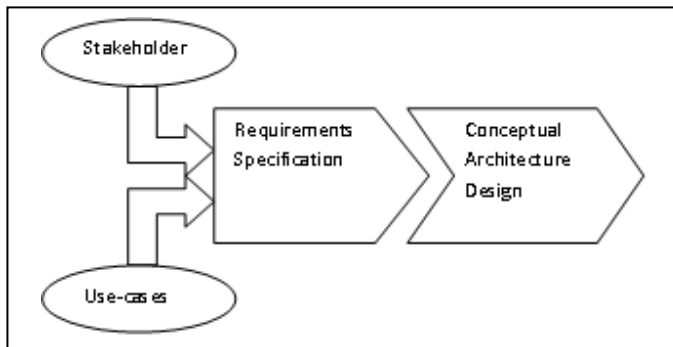 Stakeholder
Requirements
Specification
Conceptual
Architecture
Design
Use-cases